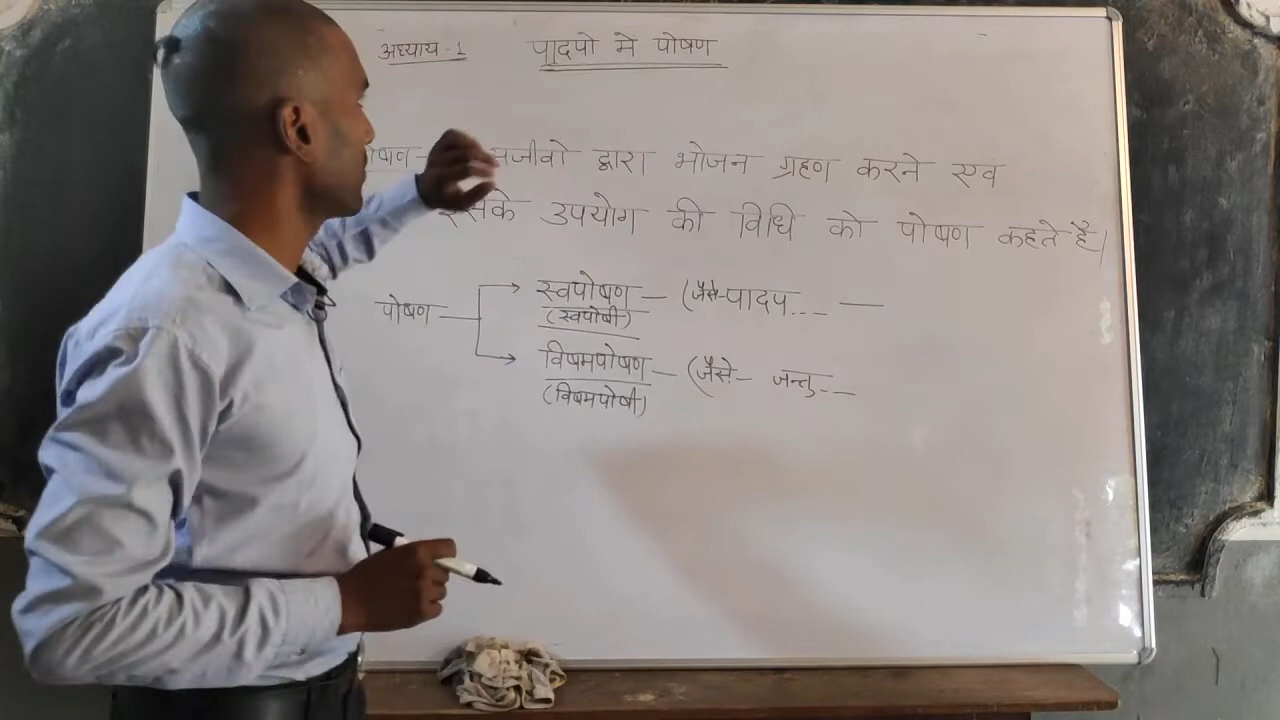 अध्याय - 1 पादपो मे पोषण
द्वारा भोजन ग्रहण करने एव
उपयोग की विधि को पोषण कहते है।
पोषण
स्वपोषण — (जैसे-पादप... —
(स्वपोषी)
विषमपोषण — (जैसे- जन्तु- —
(विषमपोषी)